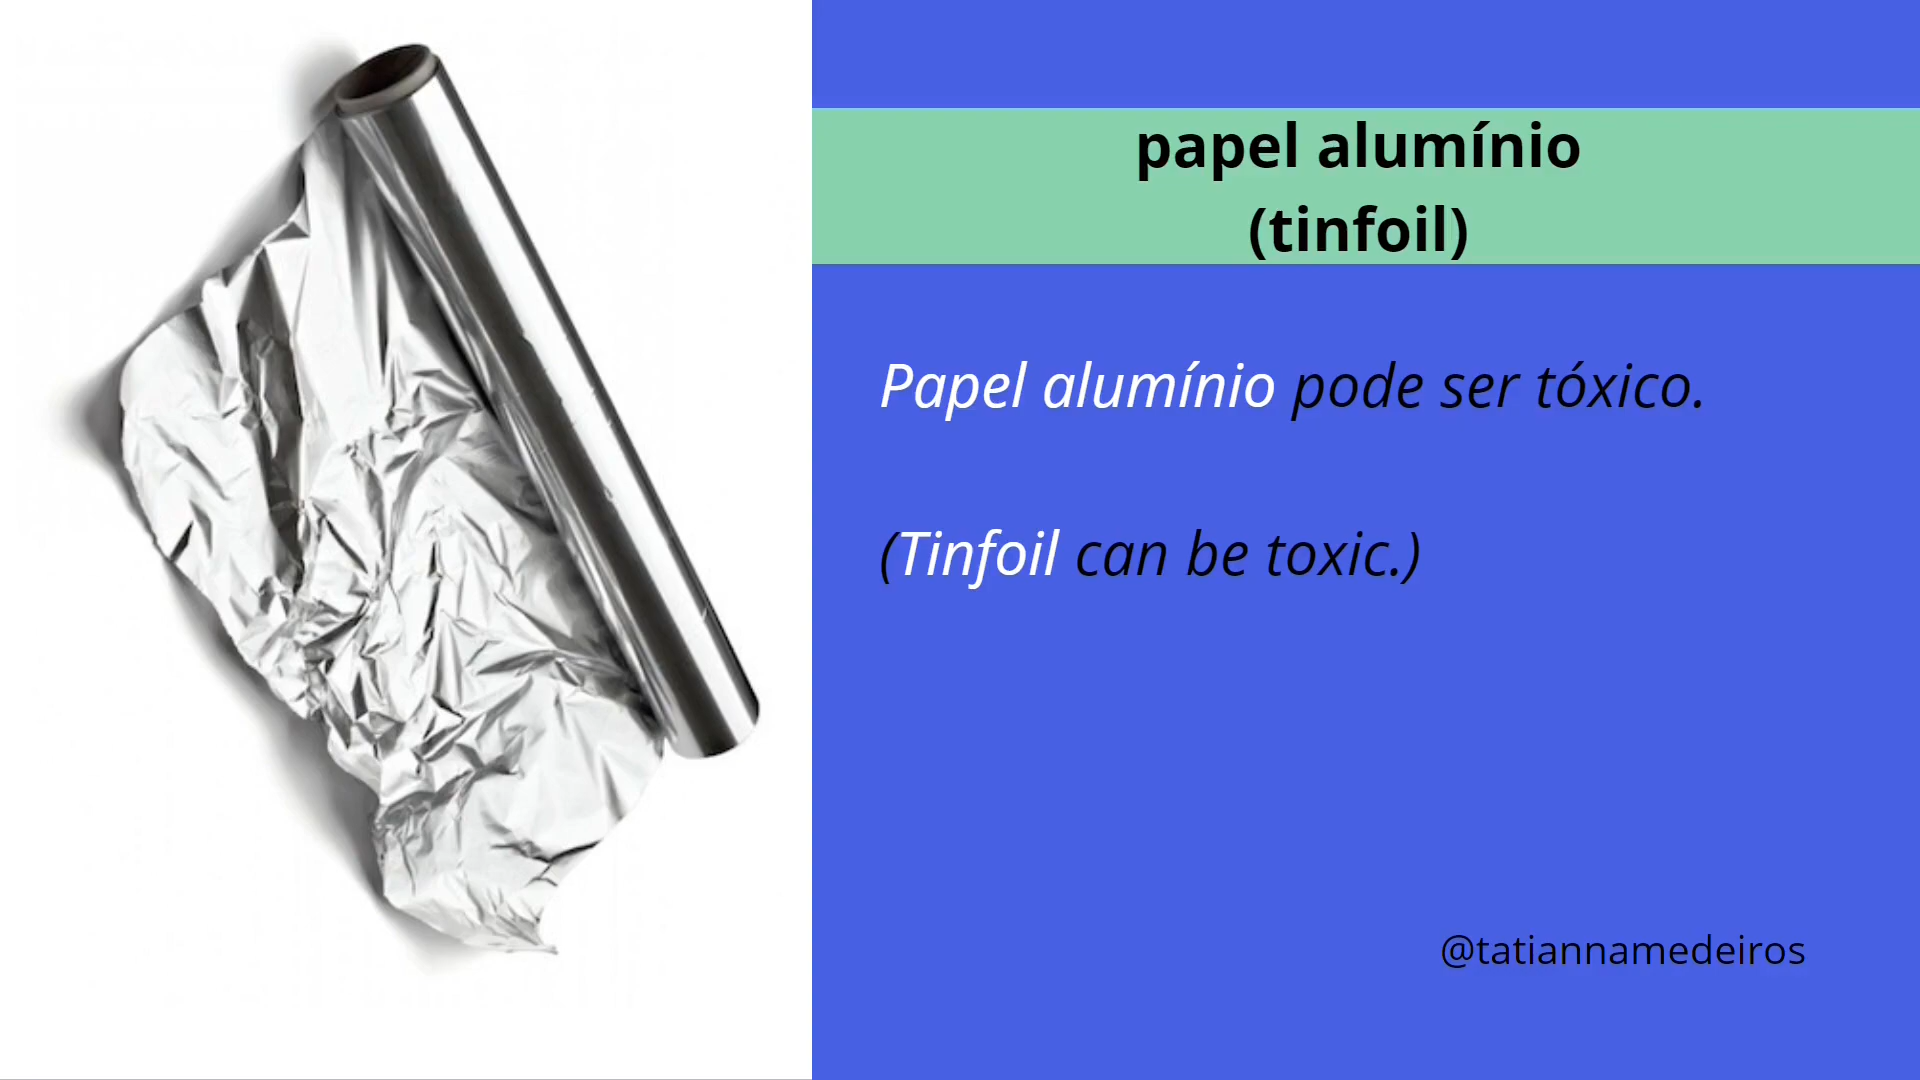 papel alumínio
(tinfoil)
Papel alumínio pode ser tóxico.
(Tinfoil can be toxic.)
@tatiannamedeiros